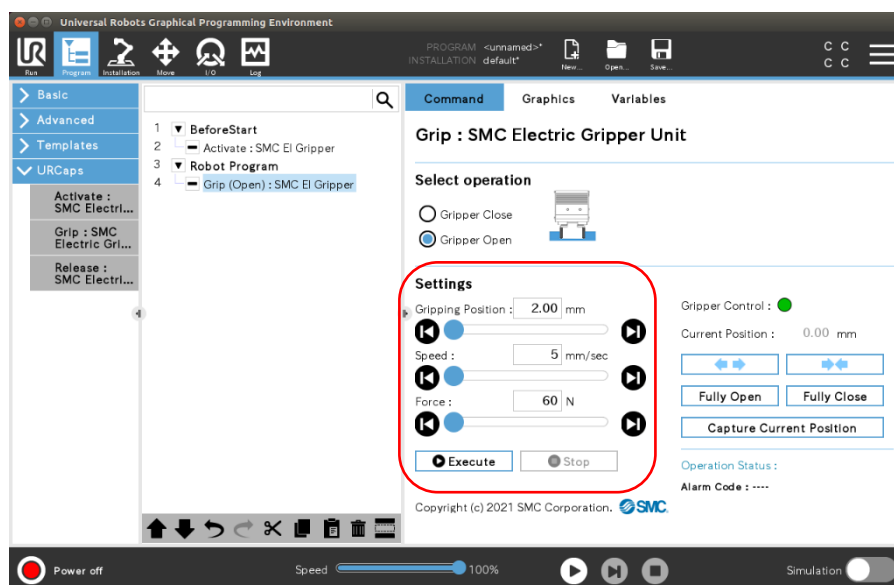 Universal Robots Graphical Programming Environment
Run
Program
Installation
Move
I/O
Log
PROGRAM <unnamed>*
INSTALLATION default*
New...
Open...
Save...
C C
C C
Basic
Advanced
Templates
URCaps
Activate :
SMC Electri...
Grip : SMC
Electric Gri...
Release :
SMC Electri...
1 BeforeStart
2 Activate : SMC El Gripper
3 Robot Program
4 Grip (Open) : SMC El Gripper
Command Graphics Variables
Grip : SMC Electric Gripper Unit
Select operation
Gripper Close
Gripper Open
Settings
Gripping Position : 2.00 mm
Speed : 5 mm/sec
Force : 60 N
Execute Stop
Gripper Control :
Current Position : 0.00 mm
Fully Open Fully Close
Capture Current Position
Operation Status :
Alarm Code : ----
Copyright (c) 2021 SMC Corporation. SMC
Power off
Speed 100%
Simulation